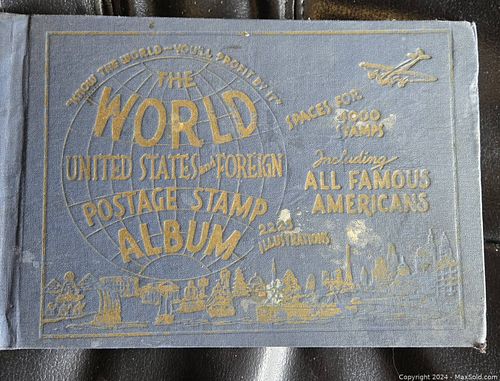 "KNOW THE WORLD - YOU'LL PROFIT BY IT"
THE
WORLD
UNITED STATES and FOREIGN
POSTAGE STAMP
ALBUM
SPACES FOR
4000
STAMPS
Including
ALL FAMOUS
AMERICANS
2225
ILLUSTRATIONS
Copyright 2024 - MaxSold.com